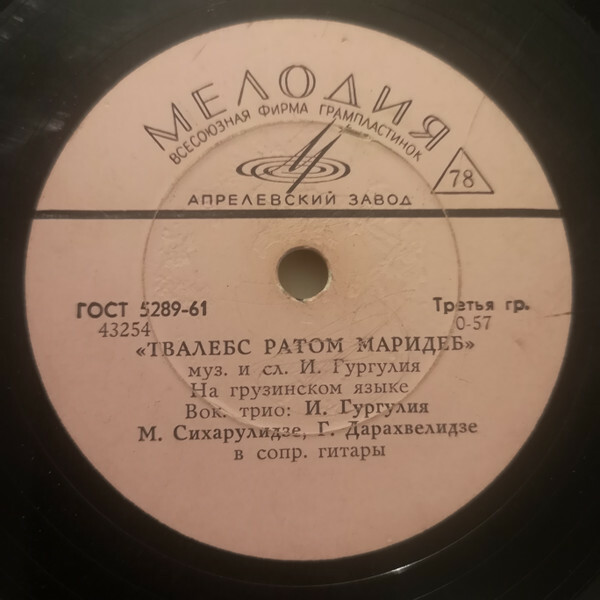 МЕЛОДИЯ
ВСЕСОЮЗНАЯ ФИРМА ГРАМПЛАСТИНОК
78
АПРЕЛЕВСКИЙ ЗАВОД
ГОСТ 5289-61 Третья гр.
43254 0-57
«ТВАЛЕБС РАТОМ МАРИДЕБ»
муз. и сл. И. Гургулия
На грузинском языке
Вок. трио: И. Гургулия
М. Сихарулидзе, Г. Дарахвелидзе
в сопр. гитары